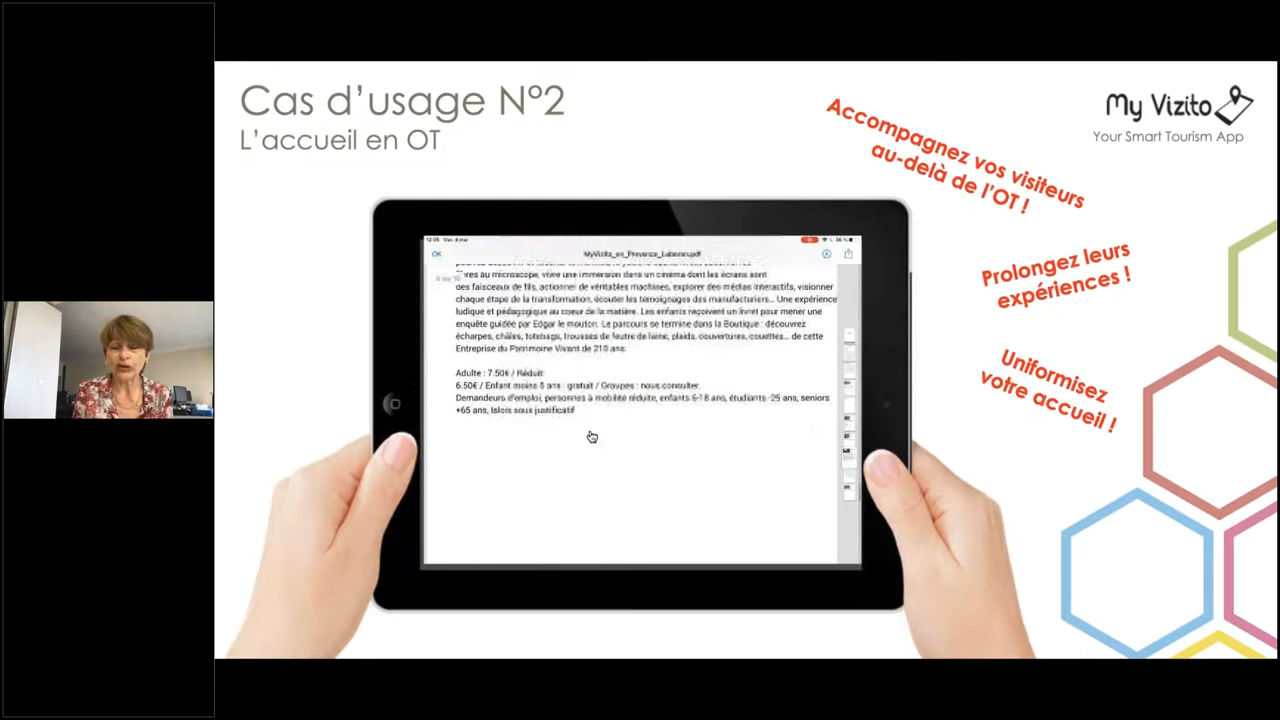 Cas d'usage N°2
L'accueil en OT
My Vizito
Your Smart Tourism App
Accompagnez vos visiteurs
au-delà de l'OT !
Prolongez leurs
expériences !
Uniformisez
votre accueil !
OK
MyVizito_en_Provence_Laberan.pdf
fibres au microscope, vivre une immersion dans un cinéma dont les écrans sont
des faisceaux de fils, actionner de véritables machines, explorer des médias interactifs, visionner
chaque étape de la transformation, écouter les témoignages des manufacturiers... Une expérience
ludique et pédagogique au coeur de la matière. Les enfants reçoivent un livret pour mener une
enquête guidée par Edgar le mouton. Le parcours se termine dans la Boutique : découvrez
écharpes, châles, totebags, trousses de feutre de laine, plaids, couvertures, couettes... de cette
Entreprise du Patrimoine Vivant de 210 ans.
Adulte : 7.50€ / Réduit:
6.50€ / Enfant moins 6 ans : gratuit / Groupes : nous consulter.
Demandeurs d'emploi, personnes à mobilité réduite, enfants 6-18 ans, étudiants -25 ans, seniors
+65 ans, Islois sous justificatif